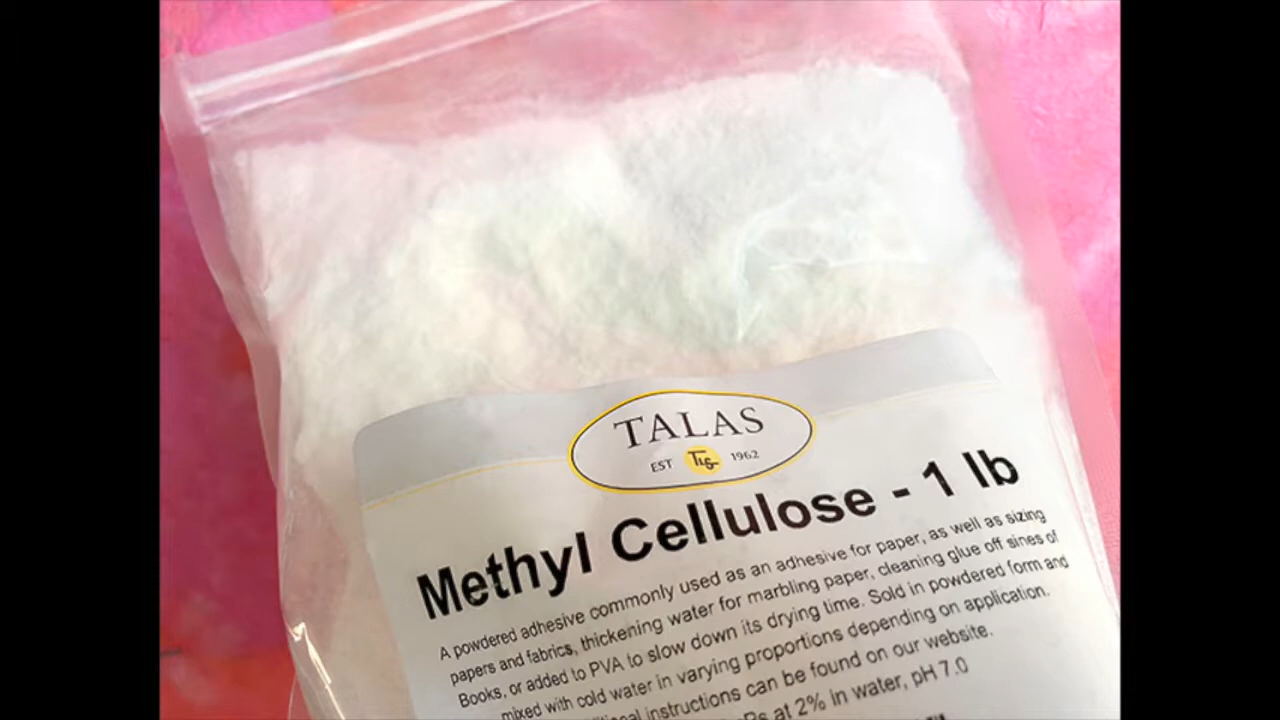 TALAS
EST TLS 1962
Methyl Cellulose - 1 lb
A powdered adhesive commonly used as an adhesive for paper, as well as sizing
papers and fabrics, thickening water for marbling paper, cleaning glue off sines of
Books, or added to PVA to slow down its drying time. Sold in powdered form and
mixed with cold water in varying proportions depending on application.
instructions can be found on our website.
at 2% in water, pH 7.0